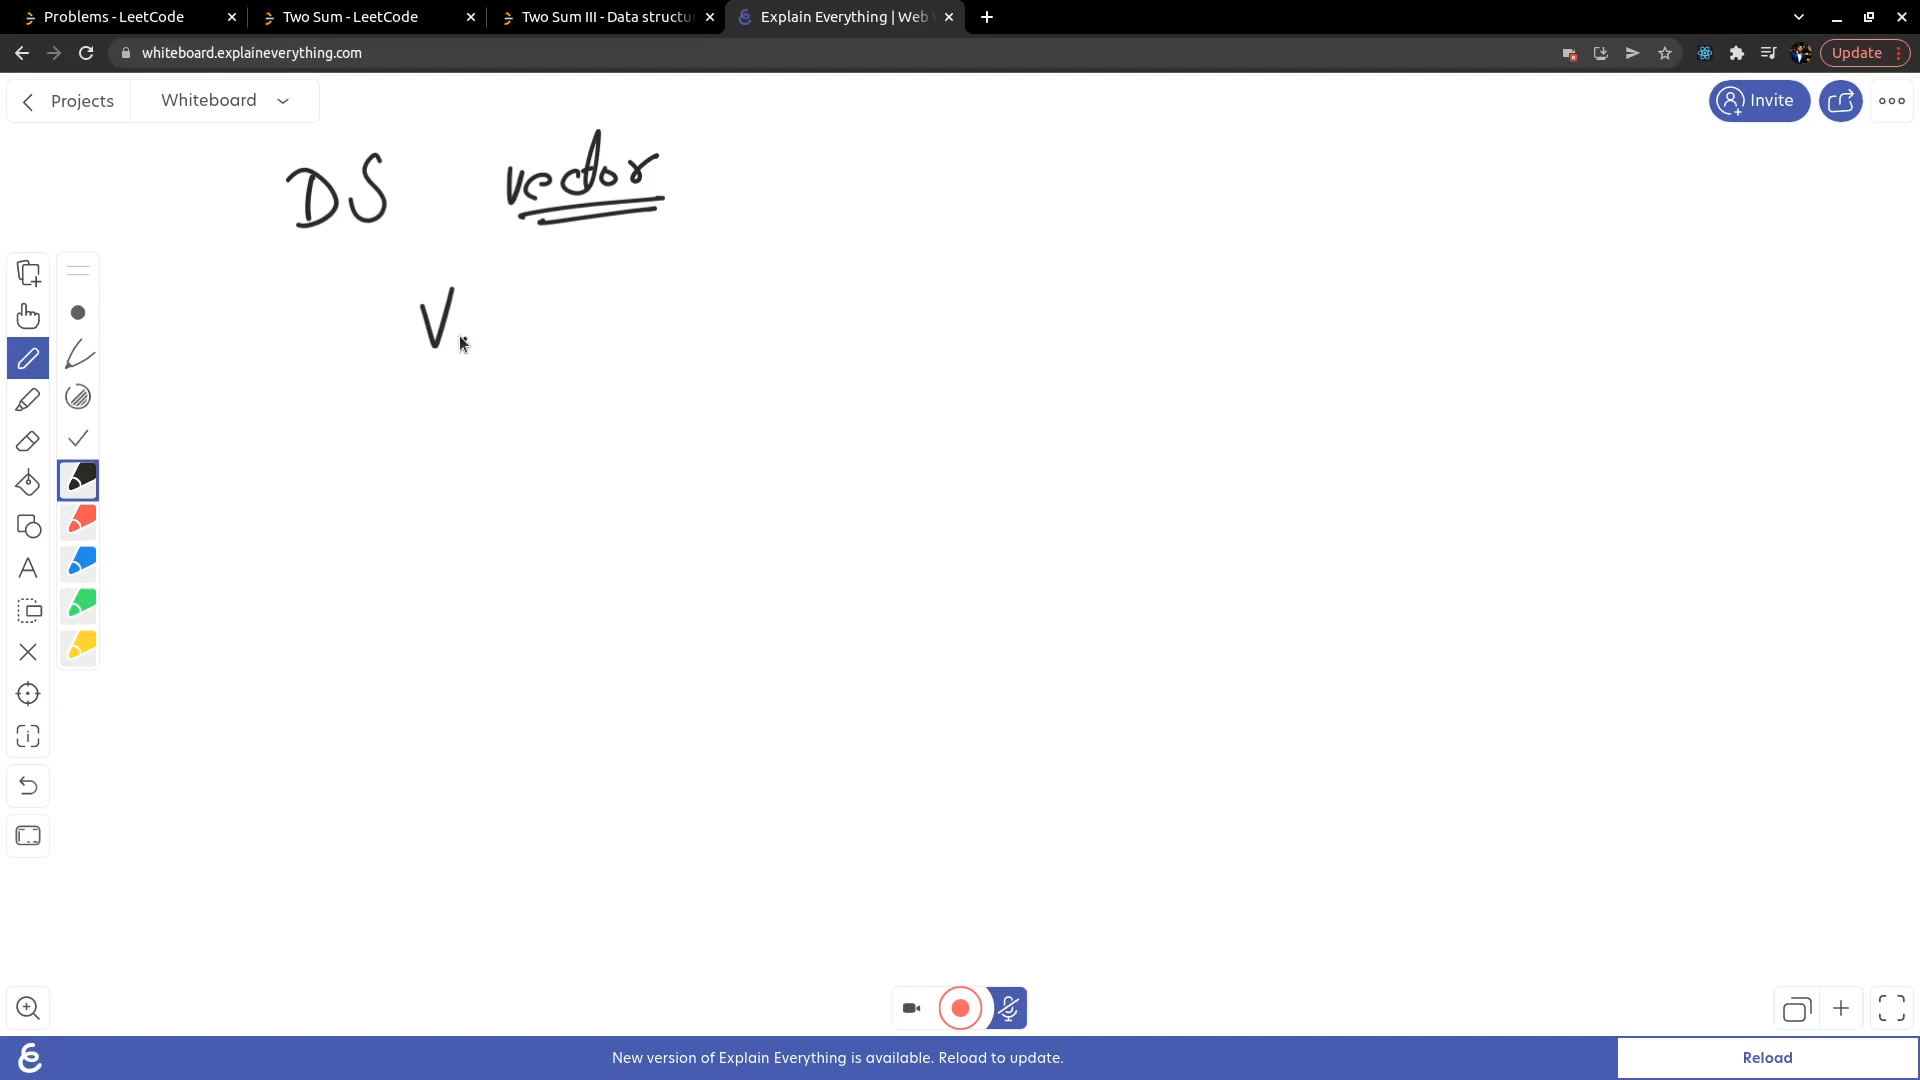 Problems - LeetCode
Two Sum - LeetCode
Two Sum III - Data structu
Explain Everything | Web
whiteboard.explaineverything.com
Update
Projects
Whiteboard
Invite
DS vector
V.
A
New version of Explain Everything is available. Reload to update.
Reload